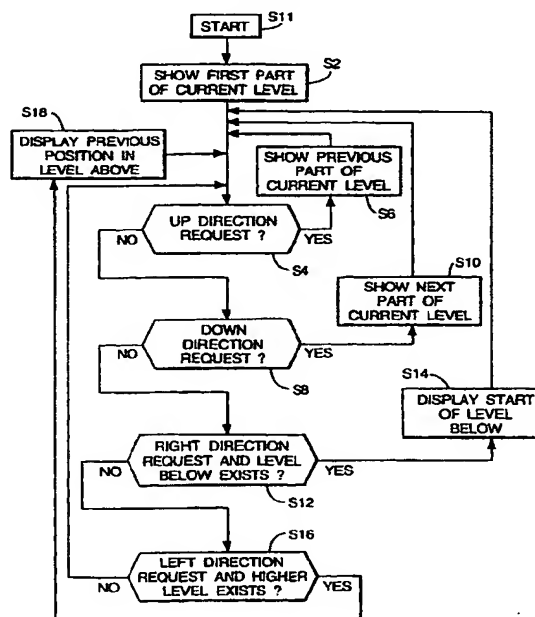 S11
START
S2
SHOW FIRST PART
OF CURRENT LEVEL
S18
DISPLAY PREVIOUS
POSITION IN
LEVEL ABOVE
SHOW PREVIOUS
PART OF
CURRENT LEVEL
S6
UP DIRECTION
REQUEST ?
NO
YES
S4
S10
SHOW NEXT
PART OF
CURRENT LEVEL
DOWN
DIRECTION
REQUEST ?
NO
YES
S8
S14
DISPLAY START
OF LEVEL
BELOW
RIGHT DIRECTION
REQUEST AND LEVEL
BELOW EXISTS ?
NO
YES
S12
S16
LEFT DIRECTION
REQUEST AND HIGHER
LEVEL EXISTS ?
NO
YES